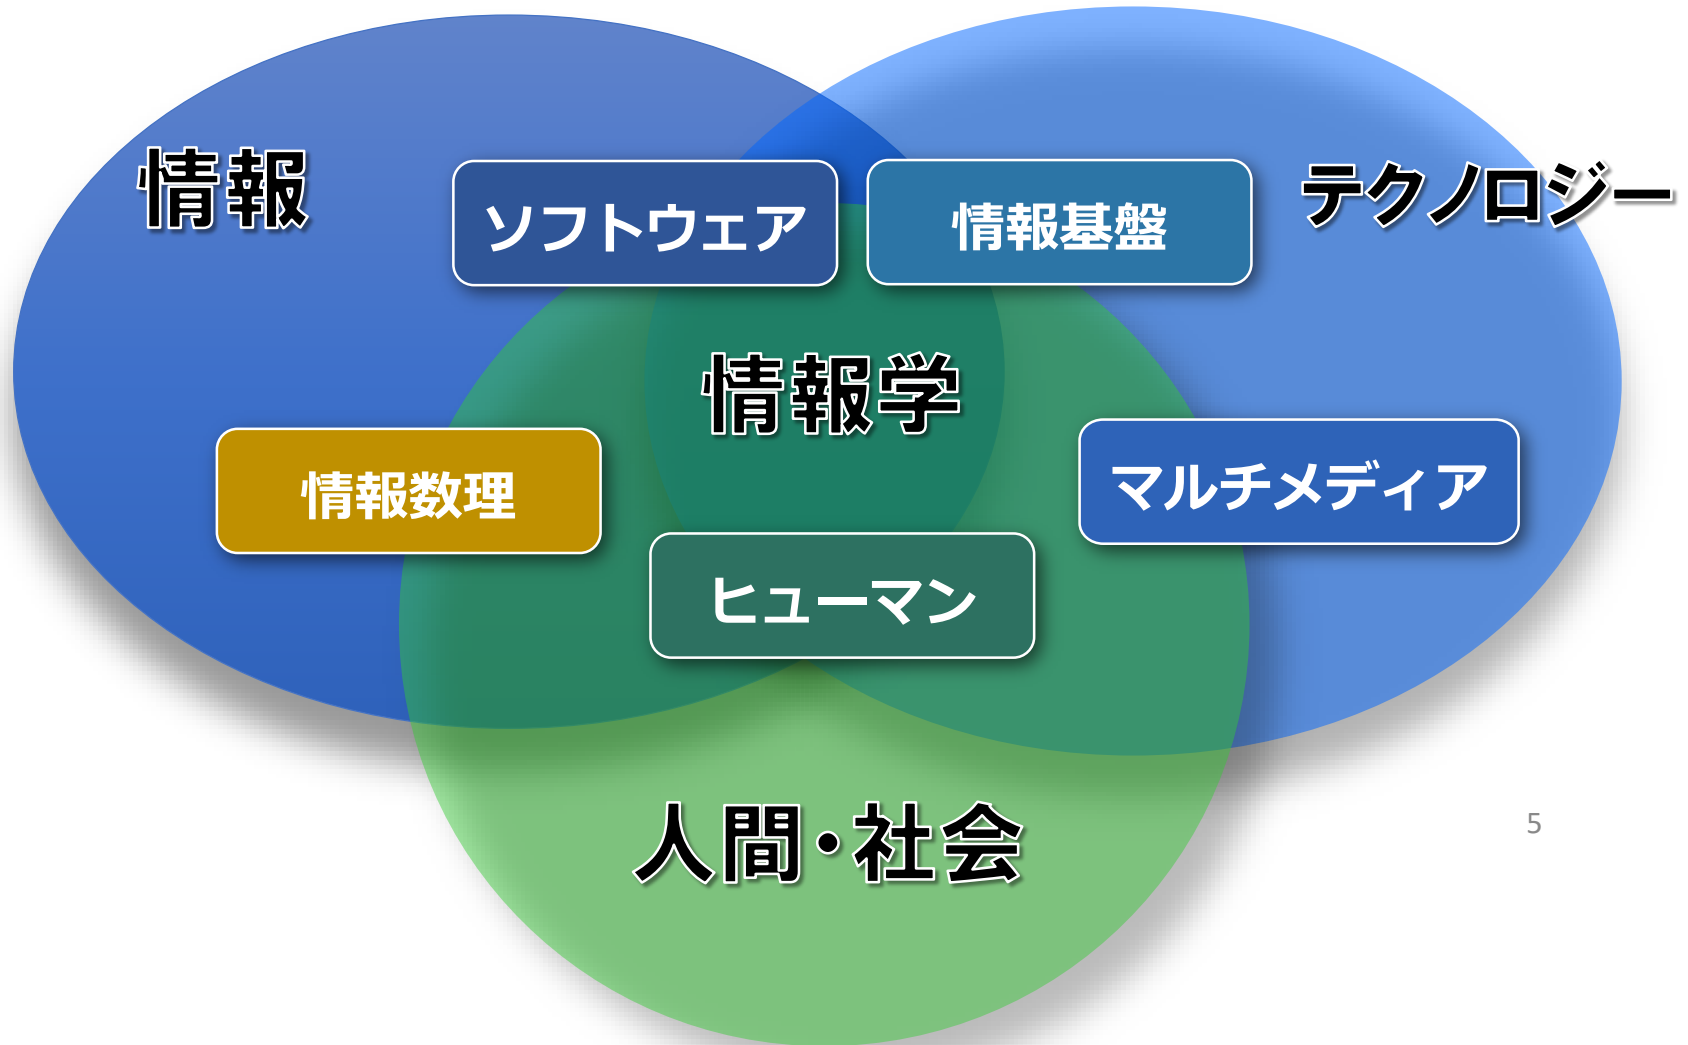 情報
テクノロジー
ソフトウェア
情報基盤
情報学
情報数理
マルチメディア
ヒューマン
人間・社会
5